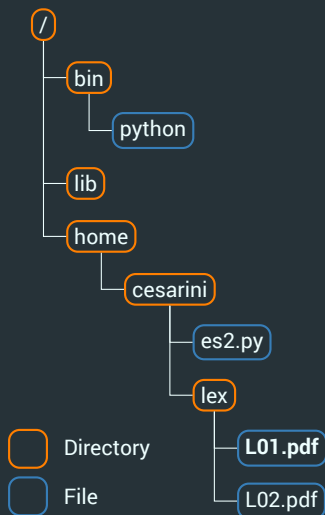 /
bin
python
lib
home
cesarini
es2.py
lex
L01.pdf
L02.pdf
Directory
File